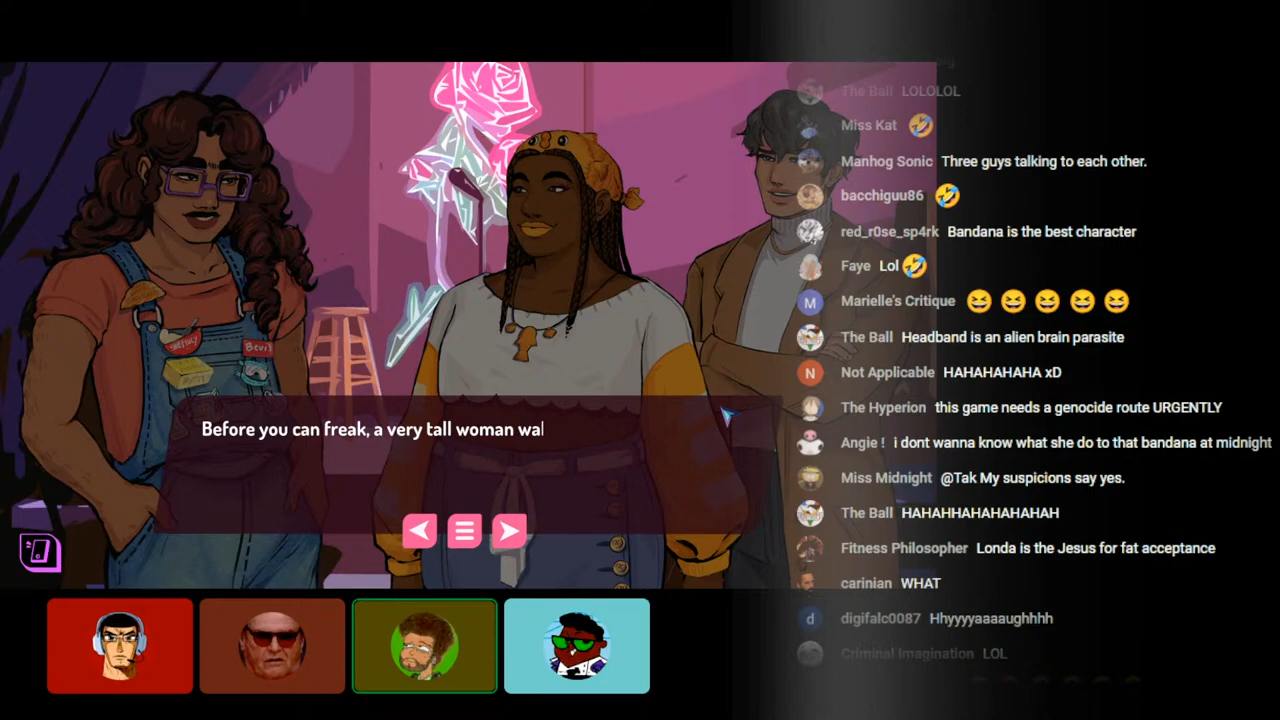 The Ball LOLOLOL
Miss Kat 🤣
Manhog Sonic Three guys talking to each other.
bacchiguu86 🤣
red_r0se_sp4rk Bandana is the best character
Faye Lol 🤣
M Marielle's Critique 😆 😆 😆 😆 😆
The Ball Headband is an alien brain parasite
N Not Applicable HAHAHAHAHA xD
The Hyperion this game needs a genocide route URGENTLY
Angie ! i dont wanna know what she do to that bandana at midnight
Miss Midnight @Tak My suspicions say yes.
The Ball HAHAHHAHAHAHAHAH
Fitness Philosopher Londa is the Jesus for fat acceptance
carinian WHAT
d digifalc0087 Hhyyyyaaaaughhhh
Criminal Imagination LOL
Before you can freak, a very tall woman wal